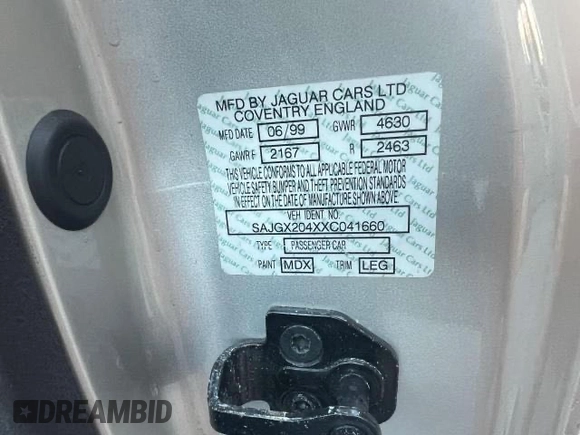 MFD BY JAGUAR CARS LTD
COVENTRY ENGLAND
MFD DATE 06/99 GVWR 4630
GAWR F 2167 R 2463
THIS VEHICLE CONFORMS TO ALL APPLICABLE FEDERAL MOTOR
VEHICLE SAFETY, BUMPER AND THEFT PREVENTION STANDARDS
IN EFFECT ON THE DATE OF MANUFACTURE SHOWN ABOVE
VEH IDENT. NO.
SAJGX204XXC041660
TYPE PASSENGER CAR
PAINT MDX TRIM LEG
DREAMBID